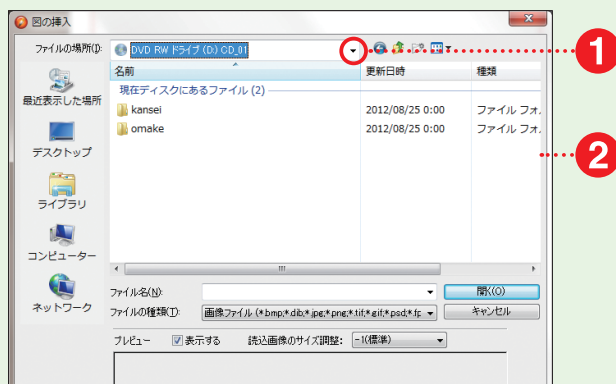 図の挿入
ファイルの場所(I):
DVD RW ドライブ (D:) CD_01
1
名前
更新日時
種類
現在ディスクにあるファイル (2)
kansei
2012/08/25 0:00
ファイル フォ
omake
2012/08/25 0:00
ファイル フォ
2
最近表示した場所
デスクトップ
ライブラリ
コンピューター
ネットワーク
ファイル名(N):
開く(O)
ファイルの種類(T):
画像ファイル (*.bmp;*.dib;*.jpg;*.png;*.tif;*.gif;*.psd;*.fp
キャンセル
プレビュー
表示する
読込画像のサイズ調整:
-1(標準)